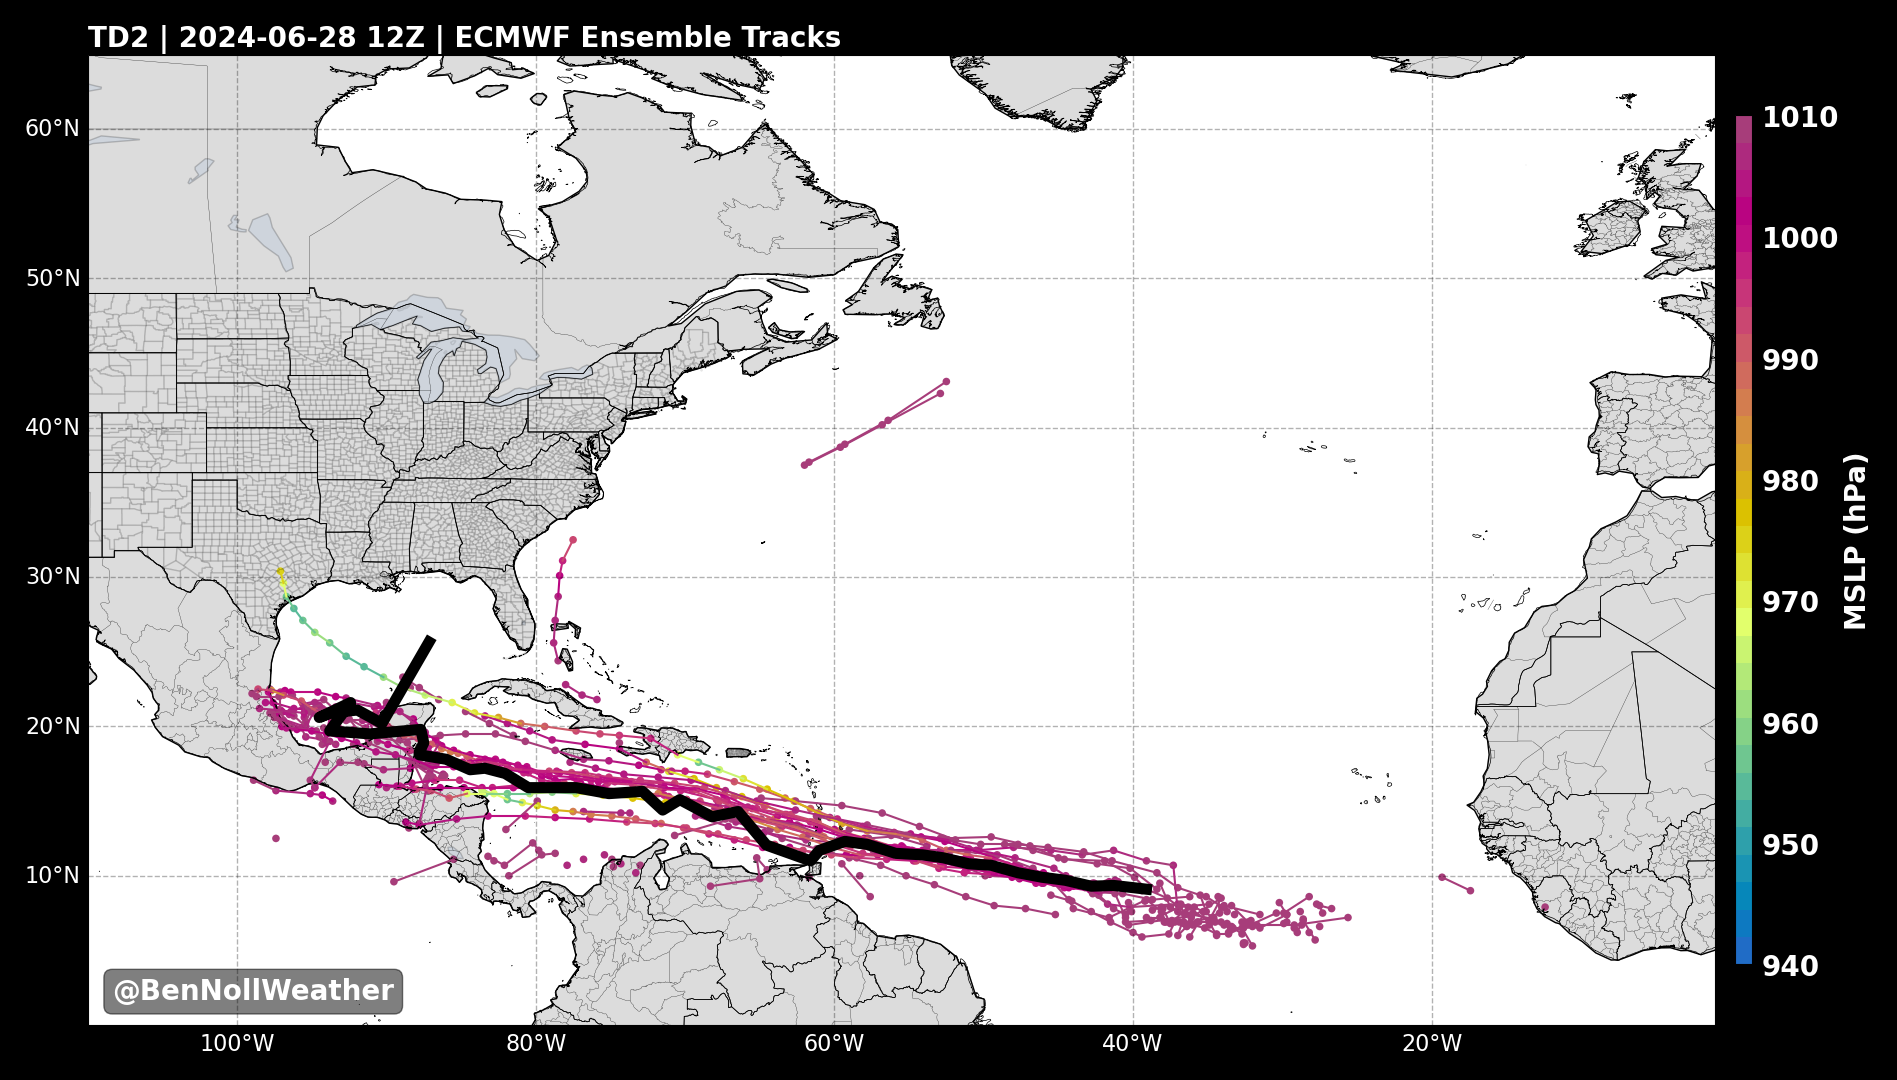 TD2 | 2024-06-28 12Z | ECMWF Ensemble Tracks
60°N
50°N
40°N
30°N
20°N
10°N
100°W
80°W
60°W
40°W
20°W
1010
1000
990
980
970
960
950
940
MSLP (hPa)
@BenNollWeather